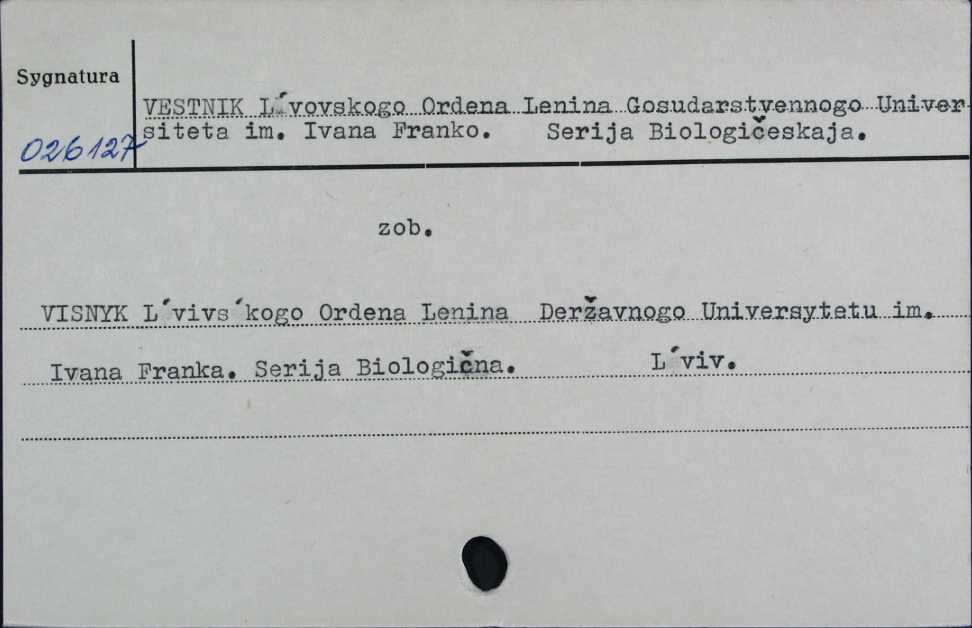 Sygnatura
VESTNIK L´vovskogo Ordena Lenina Gosudarstvennogo Univer-
026127
siteta im. Ivana Franko. Serija Biologičeskaja.
zob.
VISNYK L´vivs´kogo Ordena Lenina Deržavnogo Universytetu im.
Ivana Franka. Serija Biologična. L´viv.